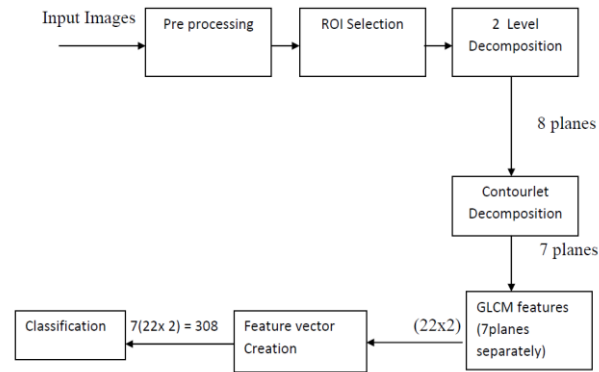 Input Images
Pre processing
ROI Selection
2 Level
Decomposition
8 planes
Contourlet
Decomposition
7 planes
GLCM features
(7planes
separately)
(22x2)
Feature vector
Creation
7(22x 2) = 308
Classification